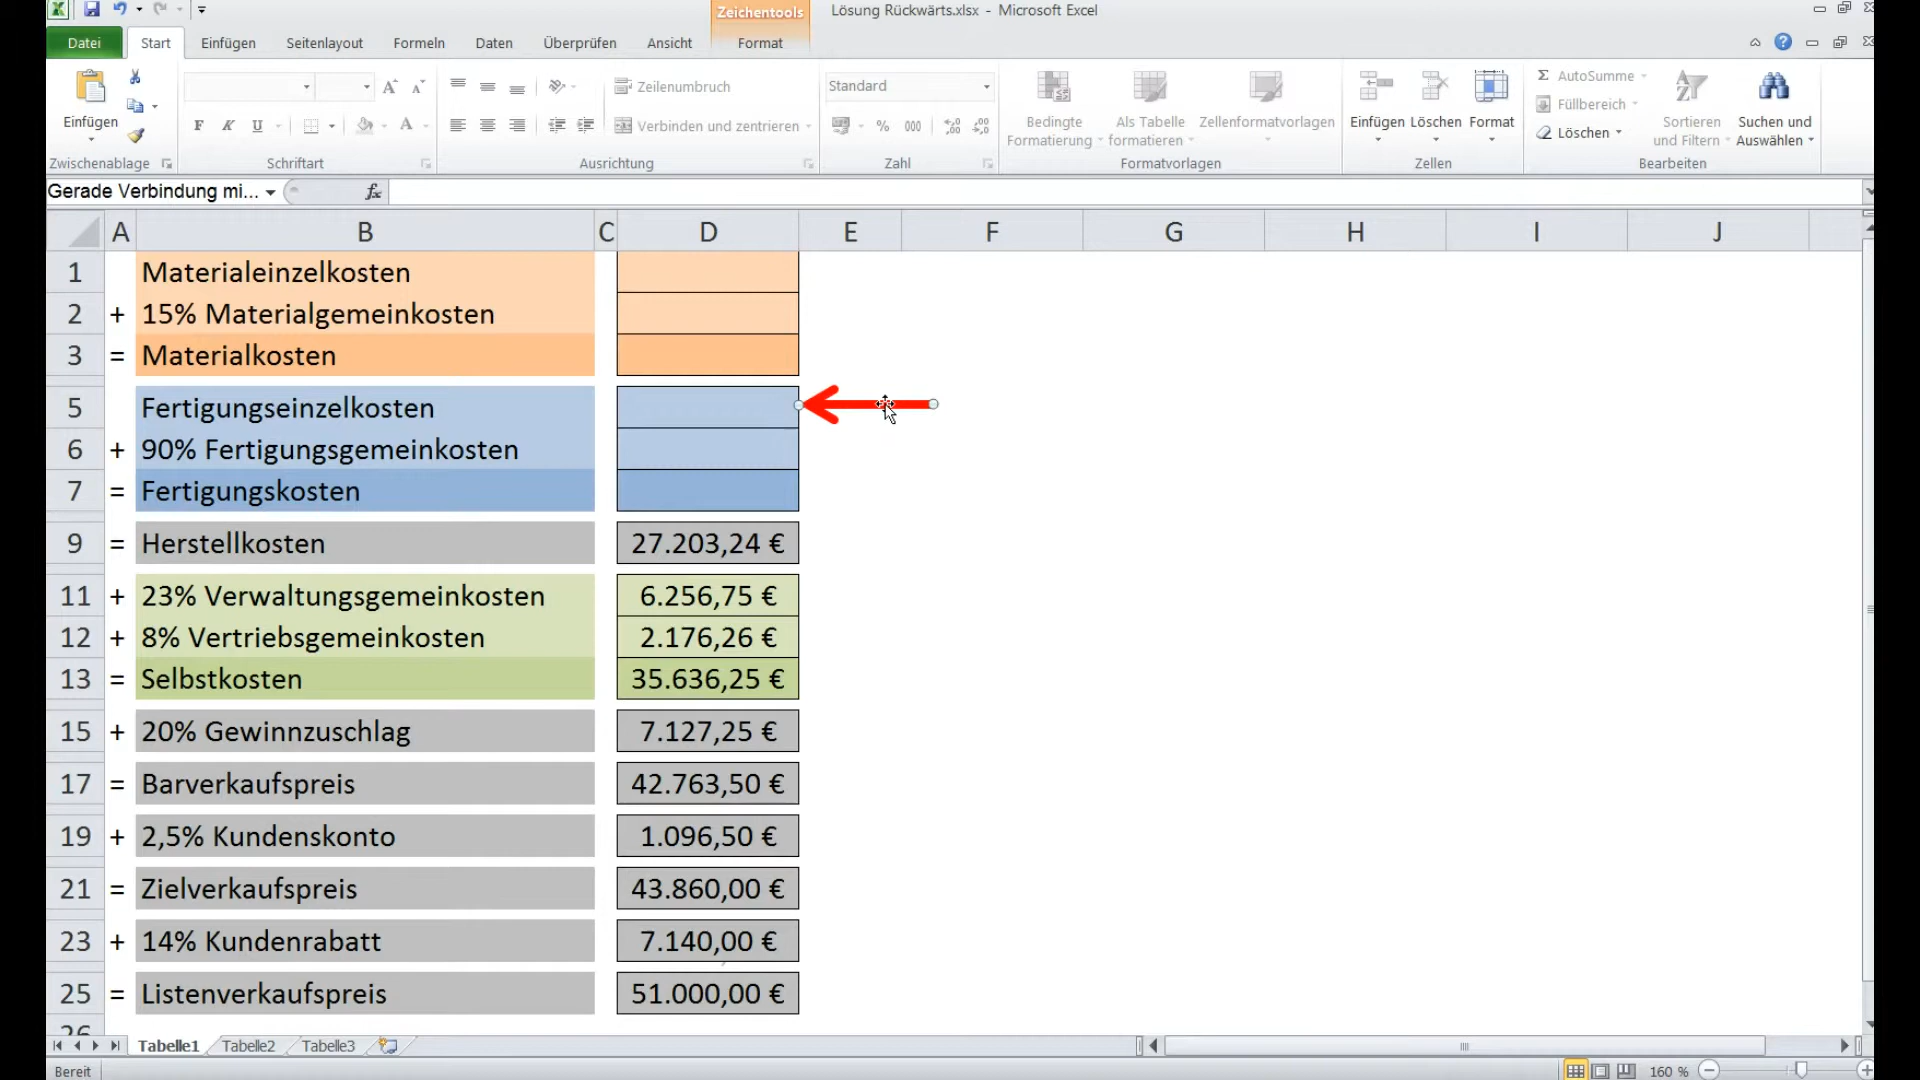 Zeichentools
Lösung Rückwärts.xlsx - Microsoft Excel
Datei Start Einfügen Seitenlayout Formeln Daten Überprüfen Ansicht Format
Einfügen
Zwischenablage
F K U A
Schriftart
Zeilenumbruch
Verbinden und zentrieren
Ausrichtung
Standard
% 000
Zahl
Bedingte Formatierung
Als Tabelle formatieren
Zellenformatvorlagen
Formatvorlagen
Einfügen Löschen Format
Zellen
Σ AutoSumme
Füllbereich
Löschen
Sortieren und Filtern
Suchen und Auswählen
Bearbeiten
Gerade Verbindung mi... fx
A B C D E F G H I J
1 Materialeinzelkosten
2 + 15% Materialgemeinkosten
3 = Materialkosten
5 Fertigungseinzelkosten
6 + 90% Fertigungsgemeinkosten
7 = Fertigungskosten
9 = Herstellkosten 27.203,24 €
11 + 23% Verwaltungsgemeinkosten 6.256,75 €
12 + 8% Vertriebsgemeinkosten 2.176,26 €
13 = Selbstkosten 35.636,25 €
15 + 20% Gewinnzuschlag 7.127,25 €
17 = Barverkaufspreis 42.763,50 €
19 + 2,5% Kundenskonto 1.096,50 €
21 = Zielverkaufspreis 43.860,00 €
23 + 14% Kundenrabatt 7.140,00 €
25 = Listenverkaufspreis 51.000,00 €
26
Tabelle1 Tabelle2 Tabelle3
Bereit 160 %